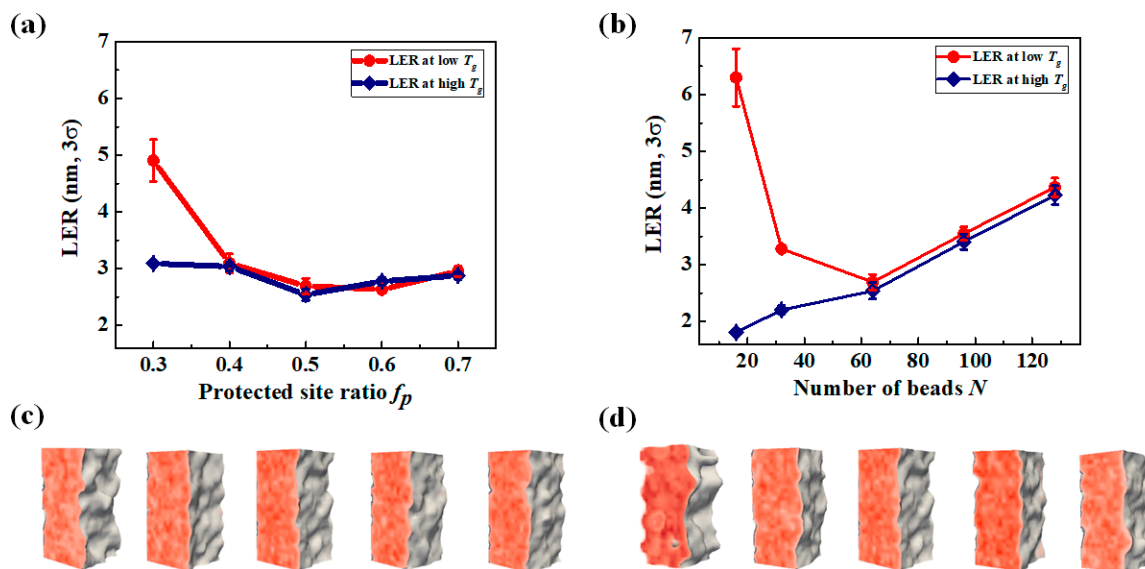 (a)
7
6
5
4
3
2
LER (nm, 3σ)
LER at low Tg
LER at high Tg
0.3 0.4 0.5 0.6 0.7
Protected site ratio fp
(b)
7
6
5
4
3
2
LER (nm, 3σ)
LER at low Tg
LER at high Tg
20 40 60 80 100 120
Number of beads N
(c)
(d)